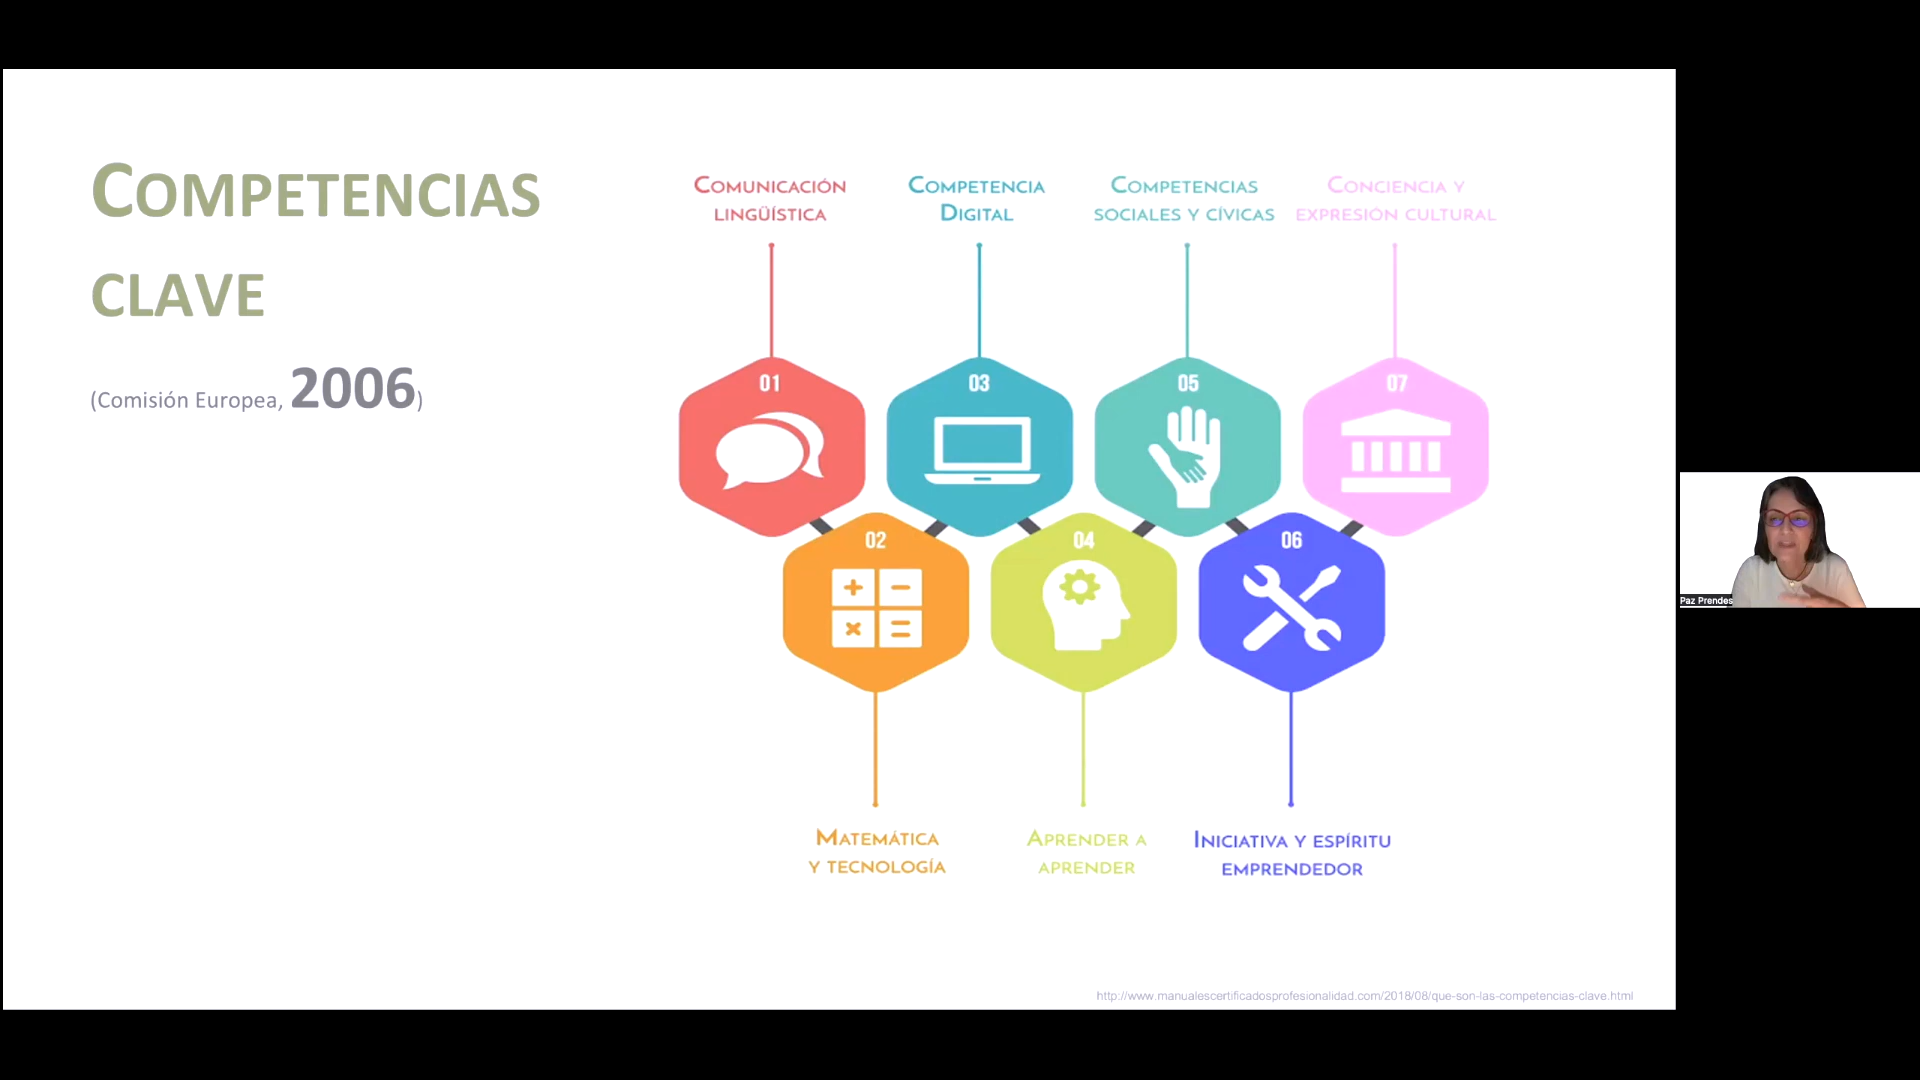 COMPETENCIAS
CLAVE
(Comisión Europea, 2006)
COMUNICACIÓN
LINGÜÍSTICA
COMPETENCIA
DIGITAL
COMPETENCIAS
SOCIALES Y CÍVICAS
CONCIENCIA Y
EXPRESIÓN CULTURAL
01
03
05
07
02
04
06
MATEMÁTICA
Y TECNOLOGÍA
APRENDER A
APRENDER
INICIATIVA Y ESPÍRITU
EMPRENDEDOR
http://www.manualescertificadosprofesionalidad.com/2018/08/que-son-las-competencias-clave.html
Paz Prendes